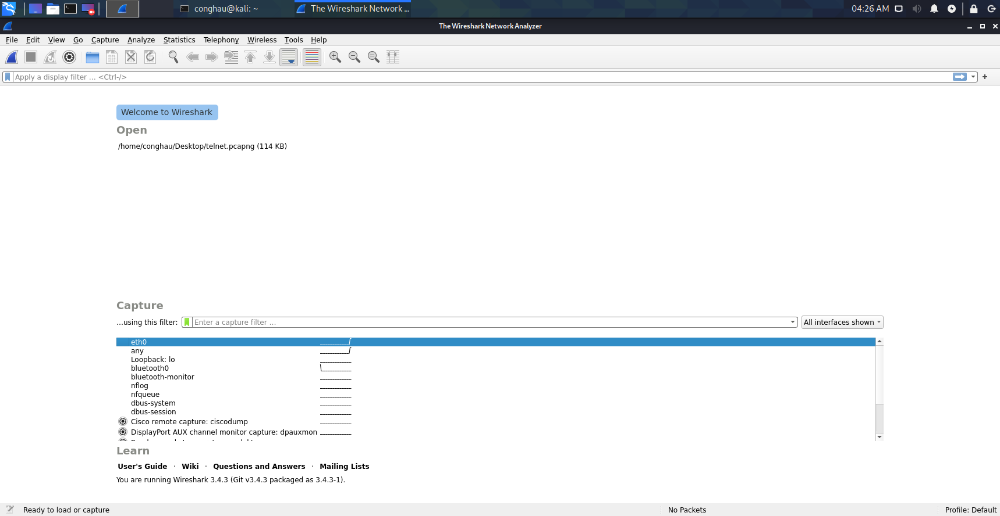 conghau@kali: ~
The Wireshark Network ...
04:26 AM
The Wireshark Network Analyzer
File Edit View Go Capture Analyze Statistics Telephony Wireless Tools Help
Apply a display filter ... <Ctrl-/>
Welcome to Wireshark
Open
/home/conghau/Desktop/telnet.pcapng (114 KB)
Capture
...using this filter: Enter a capture filter ... All interfaces shown
eth0
any
Loopback: lo
bluetooth0
bluetooth-monitor
nflog
nfqueue
dbus-system
dbus-session
Cisco remote capture: ciscodump
DisplayPort AUX channel monitor capture: dpauxmon
Learn
User's Guide · Wiki · Questions and Answers · Mailing Lists
You are running Wireshark 3.4.3 (Git v3.4.3 packaged as 3.4.3-1).
Ready to load or capture No Packets Profile: Default